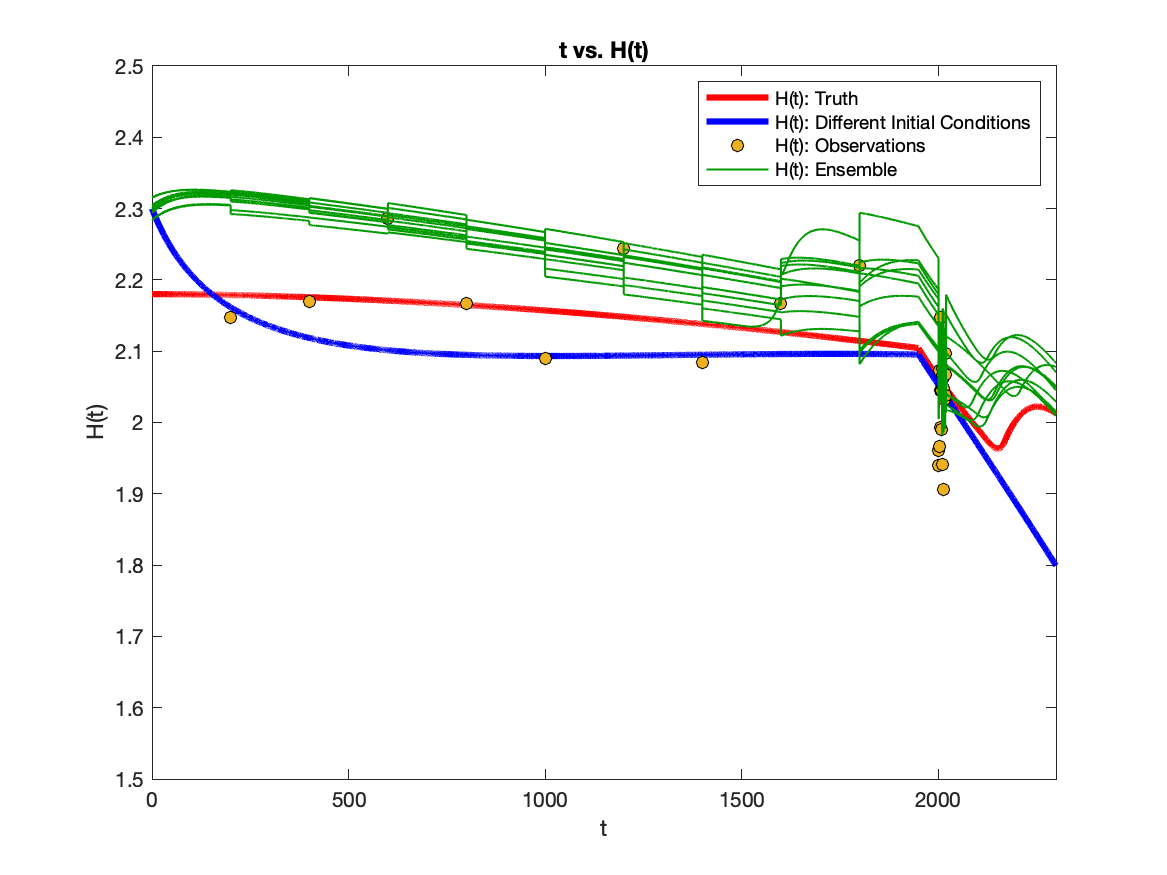 t vs. H(t)
2.5
2.4
2.3
2.2
2.1
2
1.9
1.8
1.7
1.6
1.5
H(t)
0
500
1000
1500
2000
t
H(t): Truth
H(t): Different Initial Conditions
H(t): Observations
H(t): Ensemble